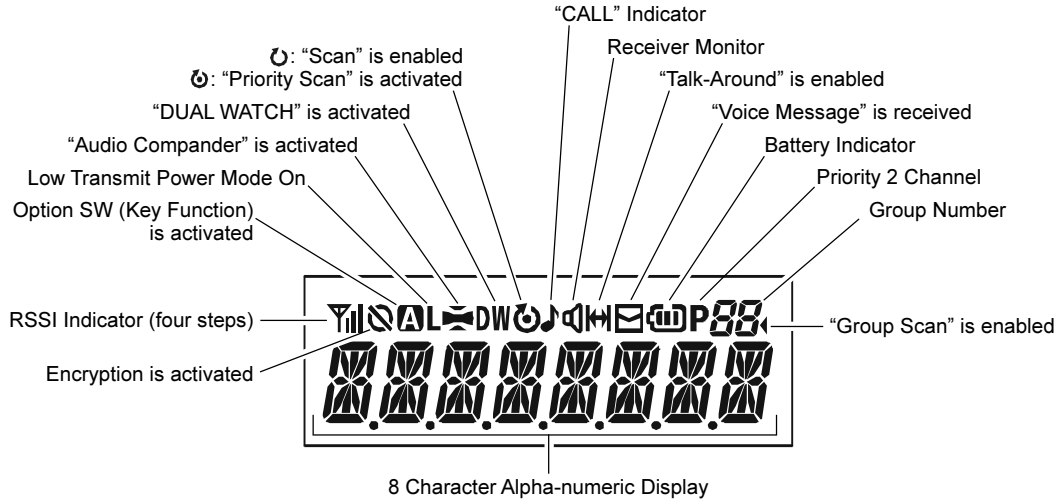 “CALL” Indicator
Receiver Monitor
: “Scan” is enabled
: “Priority Scan” is activated
“Talk-Around” is enabled
“DUAL WATCH” is activated
“Voice Message” is received
“Audio Compander” is activated
Battery Indicator
Low Transmit Power Mode On
Priority 2 Channel
Option SW (Key Function)
is activated
Group Number
A L DW P 88
RSSI Indicator (four steps)
“Group Scan” is enabled
Encryption is activated
8 Character Alpha-numeric Display